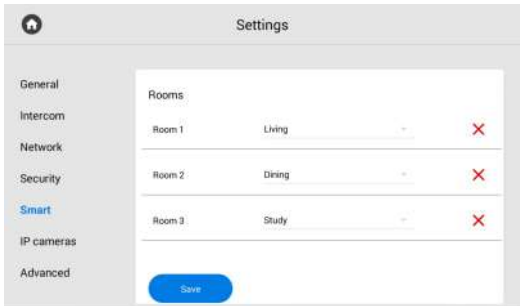 Settings
General
Intercom
Network
Security
Smart
IP cameras
Advanced
Rooms
Room 1 Living
Room 2 Dining
Room 3 Study
Save